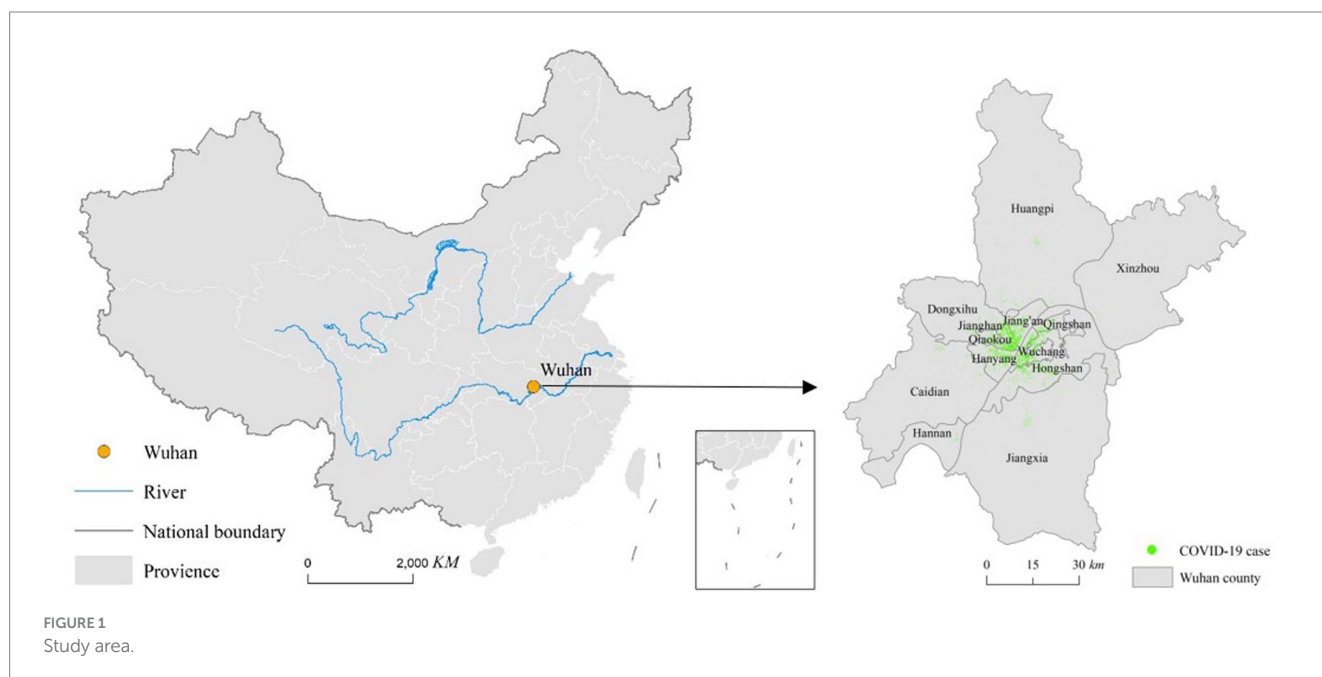 Wuhan
Wuhan
River
National boundary
Provience
0 2,000 KM
Huangpi
Xinzhou
Dongxihu
Jiang'an
Qingshan
Jianghan
Qiaokou
Wuchang
Hanyang
Hongshan
Caidian
Hannan
Jiangxia
COVID-19 case
Wuhan county
0 15 30 km
FIGURE 1
Study area.